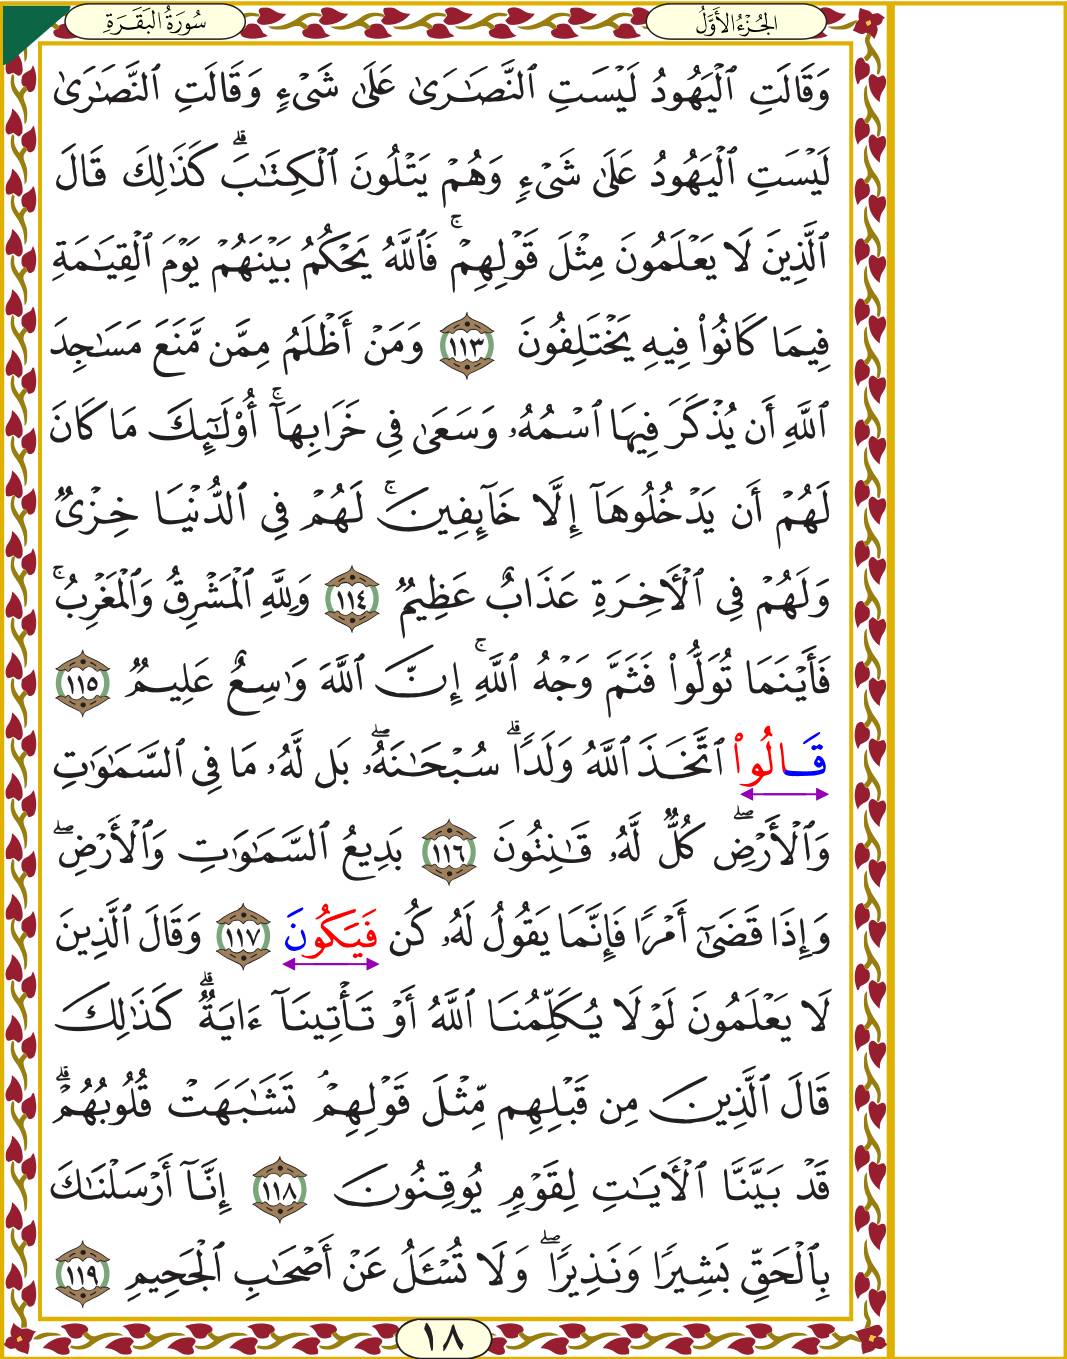 الجُزْءُ الأَوَّلُ
سُورَةُ البَقَرَةِ
وَقَالَتِ ٱلْيَهُودُ لَيْسَتِ ٱلنَّصَـٰرَىٰ عَلَىٰ شَىْءٍ وَقَالَتِ ٱلنَّصَـٰرَىٰ
لَيْسَتِ ٱلْيَهُودُ عَلَىٰ شَىْءٍ وَهُمْ يَتْلُونَ ٱلْكِتَـٰبَۗ كَذَٰلِكَ قَالَ
ٱلَّذِينَ لَا يَعْلَمُونَ مِثْلَ قَوْلِهِمْۚ فَٱللَّهُ يَحْكُمُ بَيْنَهُمْ يَوْمَ ٱلْقِيَـٰمَةِ
فِيمَا كَانُوا۟ فِيهِ يَخْتَلِفُونَ ١١٣ وَمَنْ أَظْلَمُ مِمَّن مَّنَعَ مَسَـٰجِدَ
ٱللَّهِ أَن يُذْكَرَ فِيهَا ٱسْمُهُۥ وَسَعَىٰ فِى خَرَابِهَآۚ أُو۟لَـٰٓئِكَ مَا كَانَ
لَهُمْ أَن يَدْخُلُوهَآ إِلَّا خَآئِفِينَۚ لَهُمْ فِى ٱلدُّنْيَا خِزْىٌ
وَلَهُمْ فِى ٱلْـَٔاخِرَةِ عَذَابٌ عَظِيمٌ ١١٤ وَلِلَّهِ ٱلْمَشْرِقُ وَٱلْمَغْرِبُۚ
فَأَيْنَمَا تُوَلُّوا۟ فَثَمَّ وَجْهُ ٱللَّهِۚ إِنَّ ٱللَّهَ وَٰسِعٌ عَلِيمٌ ١١٥
قَالُوا۟ ٱتَّخَذَ ٱللَّهُ وَلَدًاۗ سُبْحَـٰنَهُۥۖ بَل لَّهُۥ مَا فِى ٱلسَّمَـٰوَٰتِ
وَٱلْأَرْضِۖ كُلٌّ لَّهُۥ قَـٰنِتُونَ ١١٦ بَدِيعُ ٱلسَّمَـٰوَٰتِ وَٱلْأَرْضِۖ
وَإِذَا قَضَىٰٓ أَمْرًا فَإِنَّمَا يَقُولُ لَهُۥ كُن فَيَكُونَ ١١٧ وَقَالَ ٱلَّذِينَ
لَا يَعْلَمُونَ لَوْلَا يُكَلِّمُنَا ٱللَّهُ أَوْ تَأْتِينَآ ءَايَةٌۗ كَذَٰلِكَ
قَالَ ٱلَّذِينَ مِن قَبْلِهِم مِّثْلَ قَوْلِهِمْۘ تَشَـٰبَهَتْ قُلُوبُهُمْۗ
قَدْ بَيَّنَّا ٱلْـَٔايَـٰتِ لِقَوْمٍ يُوقِنُونَ ١١٨ إِنَّآ أَرْسَلْنَـٰكَ
بِٱلْحَقِّ بَشِيرًا وَنَذِيرًاۖ وَلَا تُسْـَٔلُ عَنْ أَصْحَـٰبِ ٱلْجَحِيمِ ١١٩
١٨